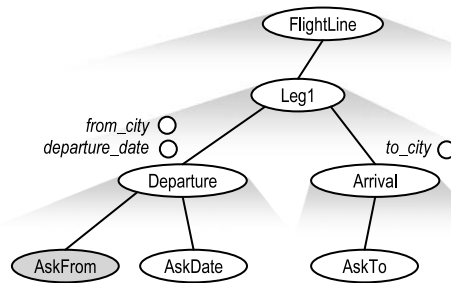 FlightLine
Leg1
from_city
departure_date
to_city
Departure
Arrival
AskFrom
AskDate
AskTo